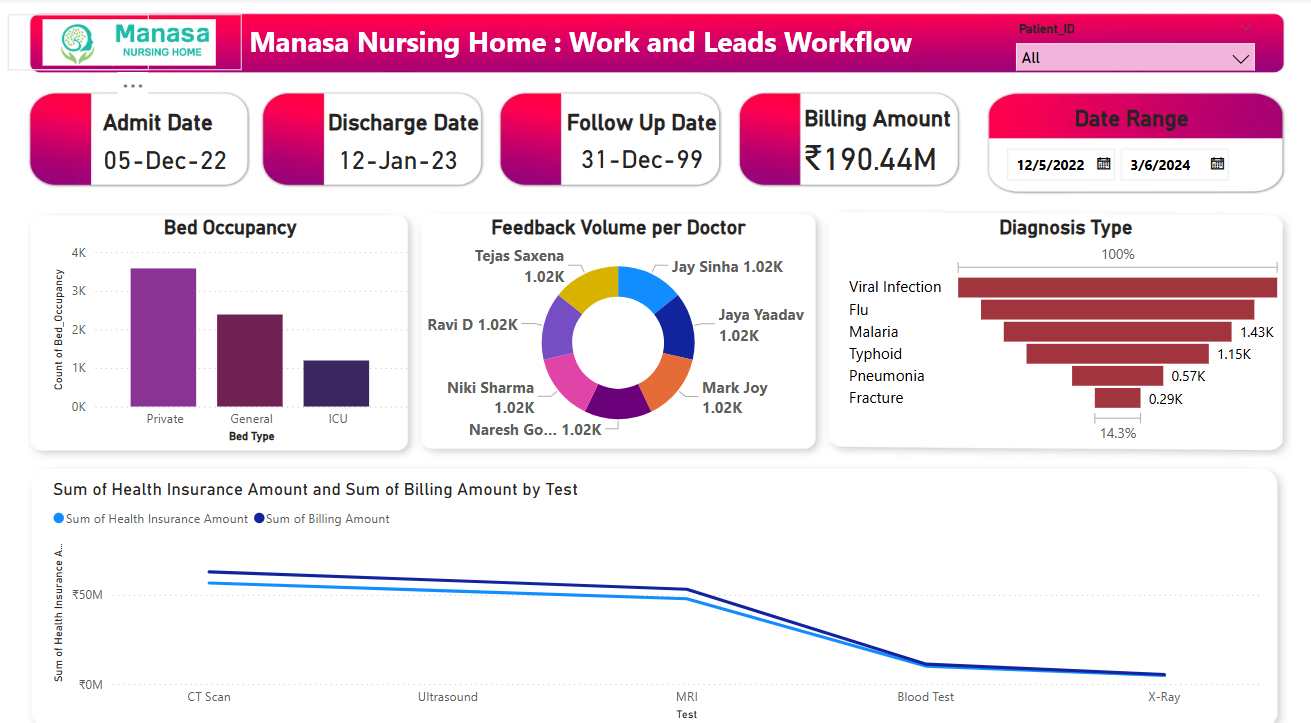 Manasa
NURSING HOME
Manasa Nursing Home : Work and Leads Workflow
Patient_ID
All
Admit Date
05-Dec-22
Discharge Date
12-Jan-23
Follow Up Date
31-Dec-99
Billing Amount
₹190.44M
Date Range
12/5/2022
3/6/2024
Bed Occupancy
Count of Bed_Occupancy
4K
3K
2K
1K
0K
Private
General
ICU
Bed Type
Feedback Volume per Doctor
Tejas Saxena
1.02K
Jay Sinha 1.02K
Ravi D 1.02K
Jaya Yaadav
1.02K
Niki Sharma
1.02K
Mark Joy
1.02K
Naresh Go... 1.02K
Diagnosis Type
100%
Viral Infection
Flu
Malaria 1.43K
Typhoid 1.15K
Pneumonia 0.57K
Fracture 0.29K
14.3%
Sum of Health Insurance Amount and Sum of Billing Amount by Test
Sum of Health Insurance Amount
Sum of Billing Amount
Sum of Health Insurance A...
₹50M
₹0M
CT Scan
Ultrasound
MRI
Blood Test
X-Ray
Test